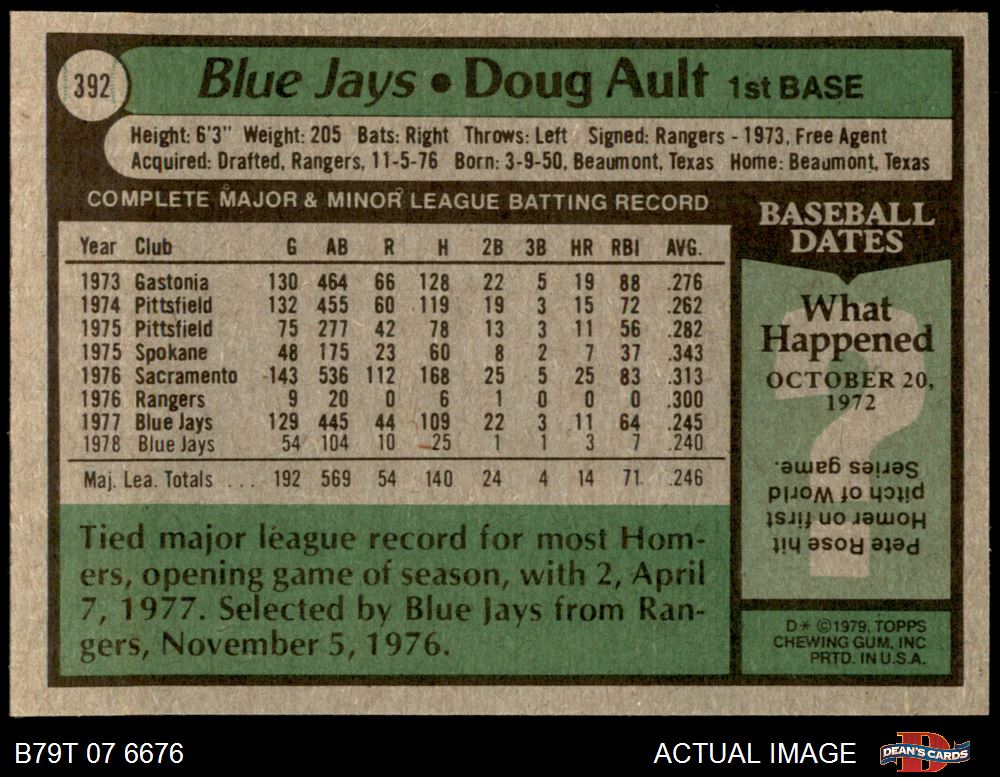 392
Blue Jays • Doug Ault 1st BASE
Height: 6'3" Weight: 205 Bats: Right Throws: Left Signed: Rangers - 1973, Free Agent
Acquired: Drafted, Rangers, 11-5-76 Born: 3-9-50, Beaumont, Texas Home: Beaumont, Texas
COMPLETE MAJOR & MINOR LEAGUE BATTING RECORD
Year Club G AB R H 2B 3B HR RBI AVG.
1973 Gastonia 130 464 66 128 22 5 19 88 .276
1974 Pittsfield 132 455 60 119 19 3 15 72 .262
1975 Pittsfield 75 277 42 78 13 3 11 56 .282
1975 Spokane 48 175 23 60 8 2 7 37 .343
1976 Sacramento 143 536 112 168 25 5 25 83 .313
1976 Rangers 9 20 0 6 1 0 0 0 .300
1977 Blue Jays 129 445 44 109 22 3 11 64 .245
1978 Blue Jays 54 104 10 25 1 1 3 7 .240
Maj. Lea. Totals ... 192 569 54 140 24 4 14 71 .246
Tied major league record for most Hom-
ers, opening game of season, with 2, April
7, 1977. Selected by Blue Jays from Ran-
gers, November 5, 1976.
BASEBALL
DATES
What
Happened
OCTOBER 20,
1972
?
Pete Rose hit
Homer on first
pitch of World
Series game.
D* ©1979, TOPPS
CHEWING GUM, INC
PRTD. IN U.S.A.
B79T 07 6676
ACTUAL IMAGE
D
DEAN'S CARDS